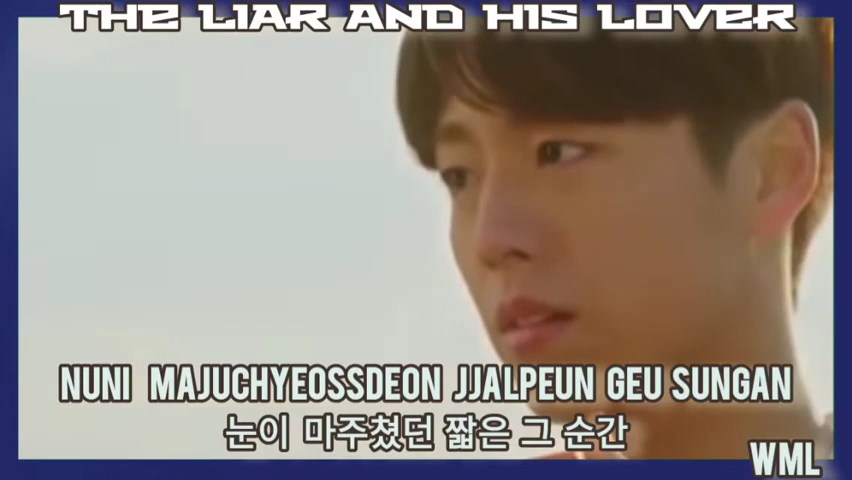 THE LIAR AND HIS LOVER
NUNI MAJUCHYEOSSDEON JJALPEUN GEU SUNGAN
눈이 마주쳤던 짧은 그 순간
WML